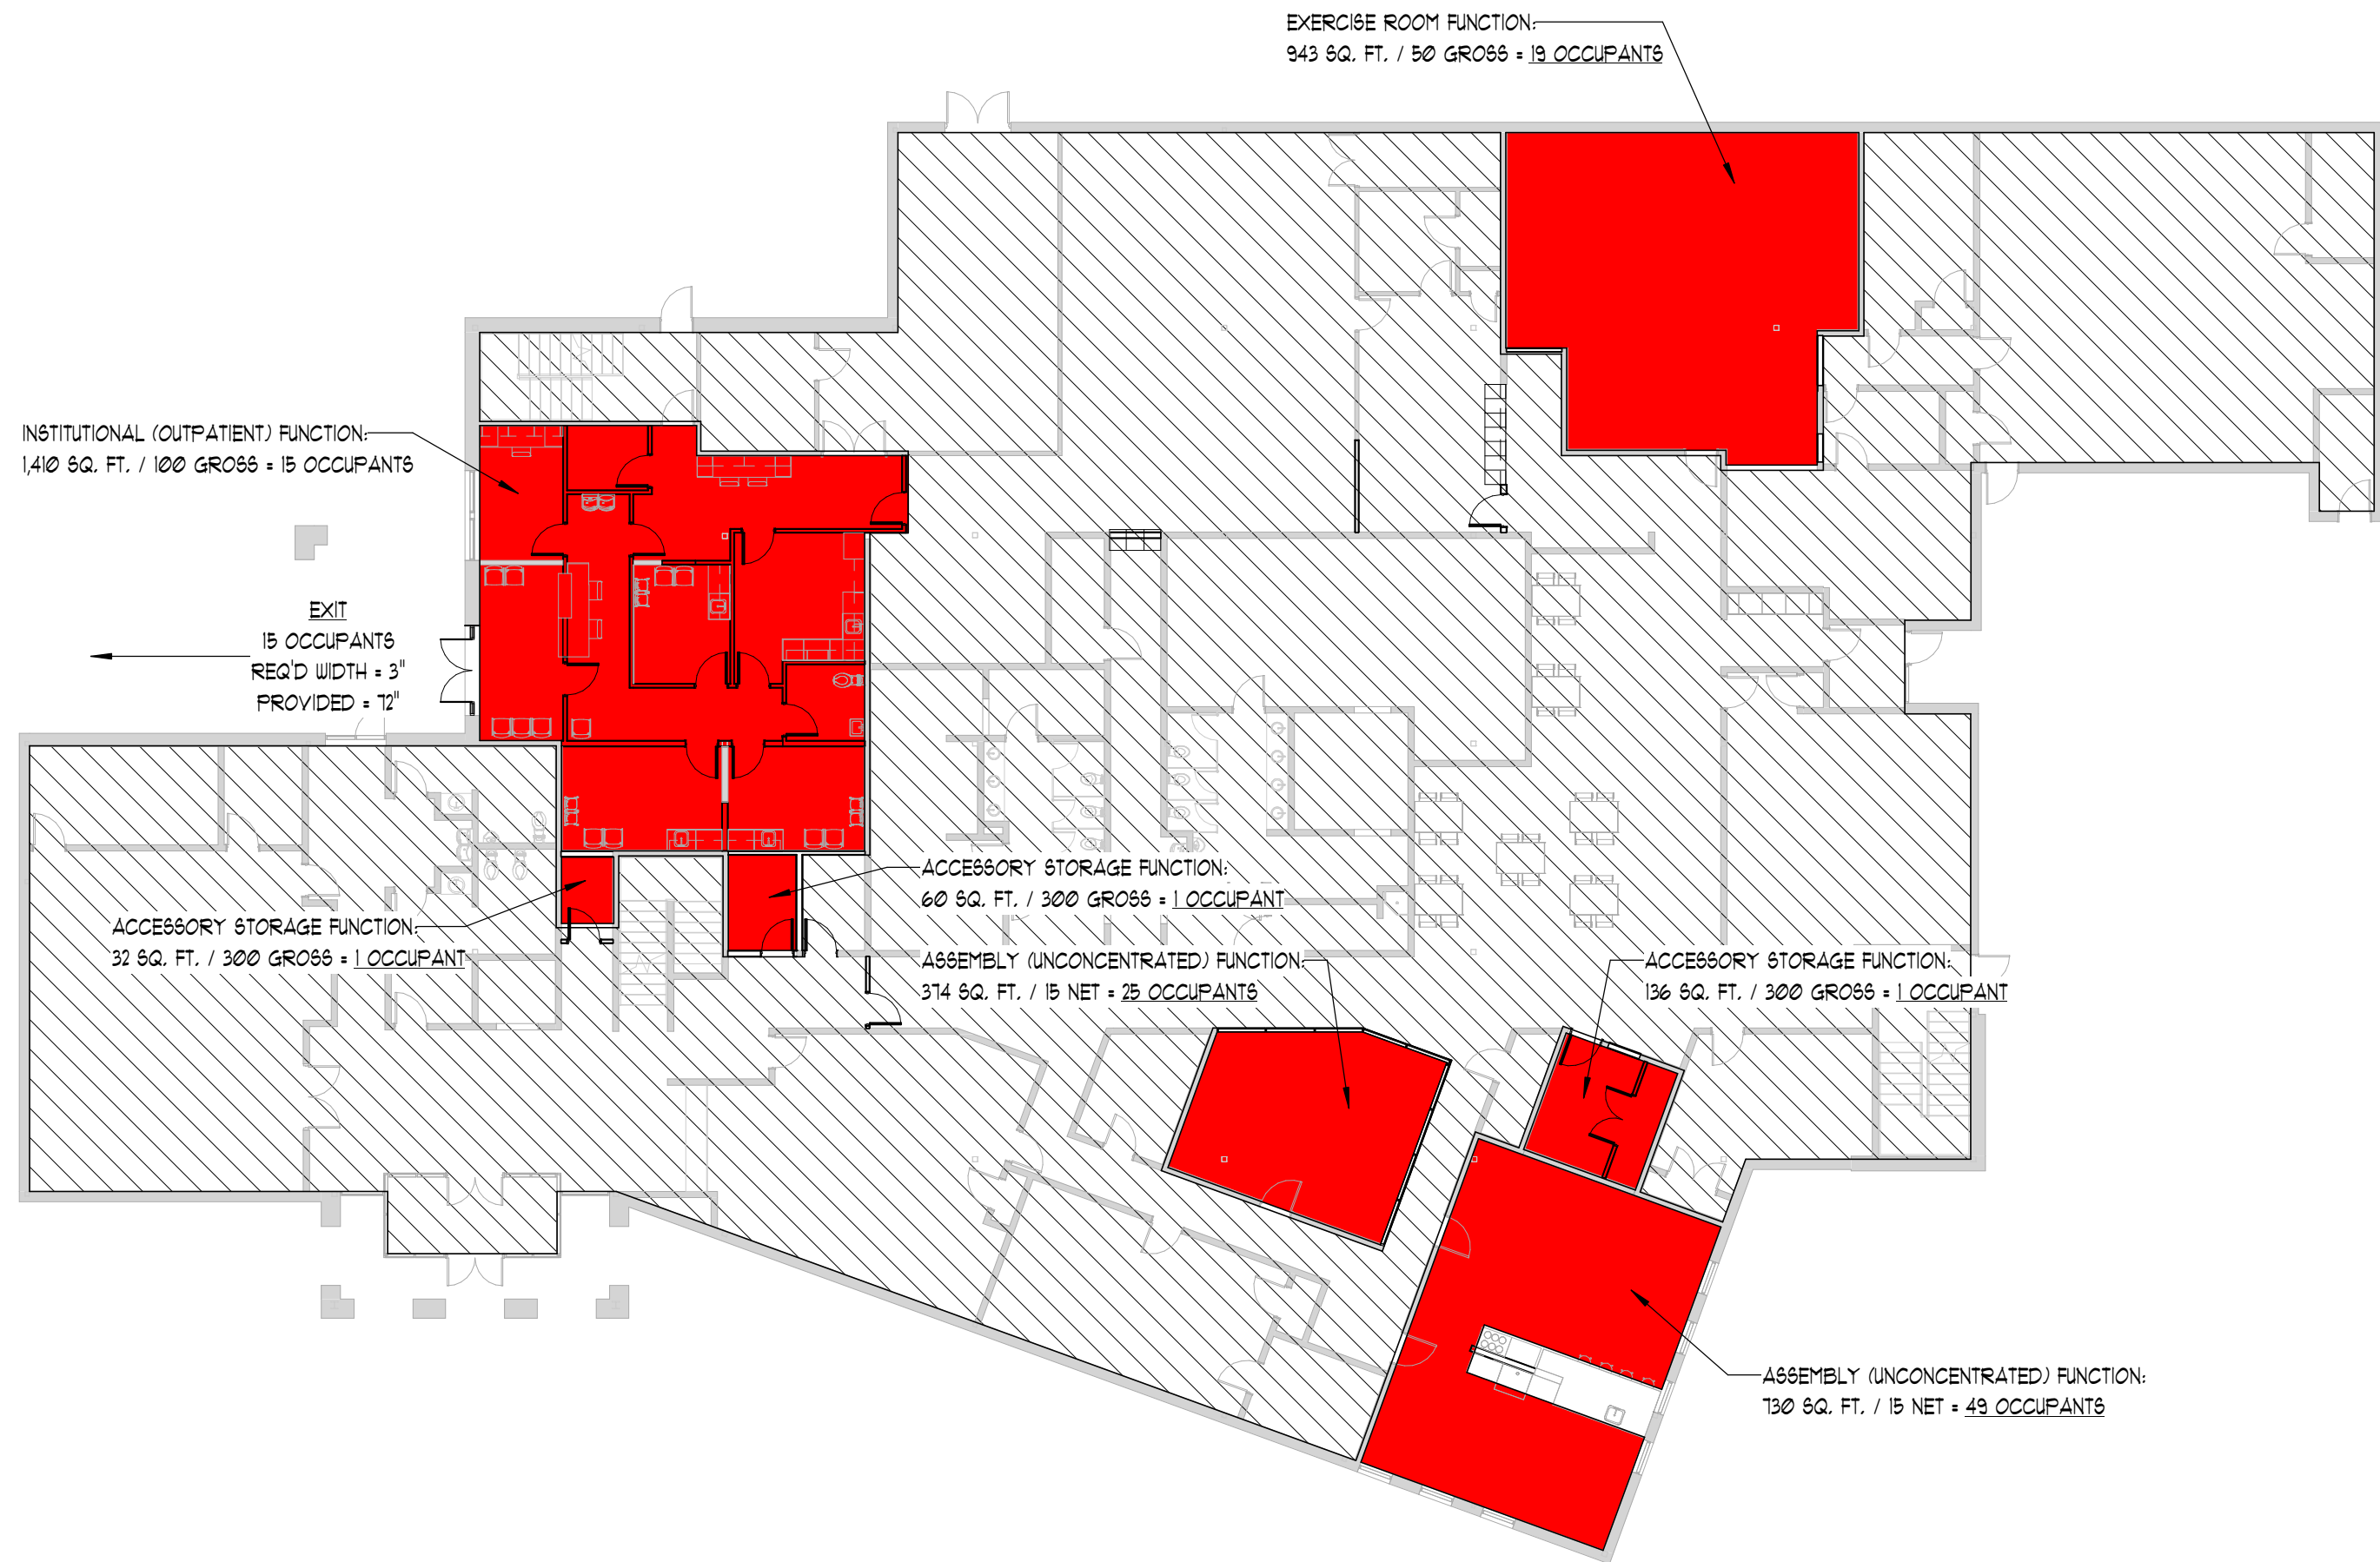 EXERCISE ROOM FUNCTION:
943 SQ. FT. / 50 GROSS = 19 OCCUPANTS
INSTITUTIONAL (OUTPATIENT) FUNCTION:
1,410 SQ. FT. / 100 GROSS = 15 OCCUPANTS
EXIT
15 OCCUPANTS
REQ'D WIDTH = 3"
PROVIDED = 72"
ACCESSORY STORAGE FUNCTION:
60 SQ. FT. / 300 GROSS = 1 OCCUPANT
ACCESSORY STORAGE FUNCTION:
32 SQ. FT. / 300 GROSS = 1 OCCUPANT
ASSEMBLY (UNCONCENTRATED) FUNCTION:
374 SQ. FT. / 15 NET = 25 OCCUPANTS
ACCESSORY STORAGE FUNCTION:
136 SQ. FT. / 300 GROSS = 1 OCCUPANT
ASSEMBLY (UNCONCENTRATED) FUNCTION:
730 SQ. FT. / 15 NET = 49 OCCUPANTS